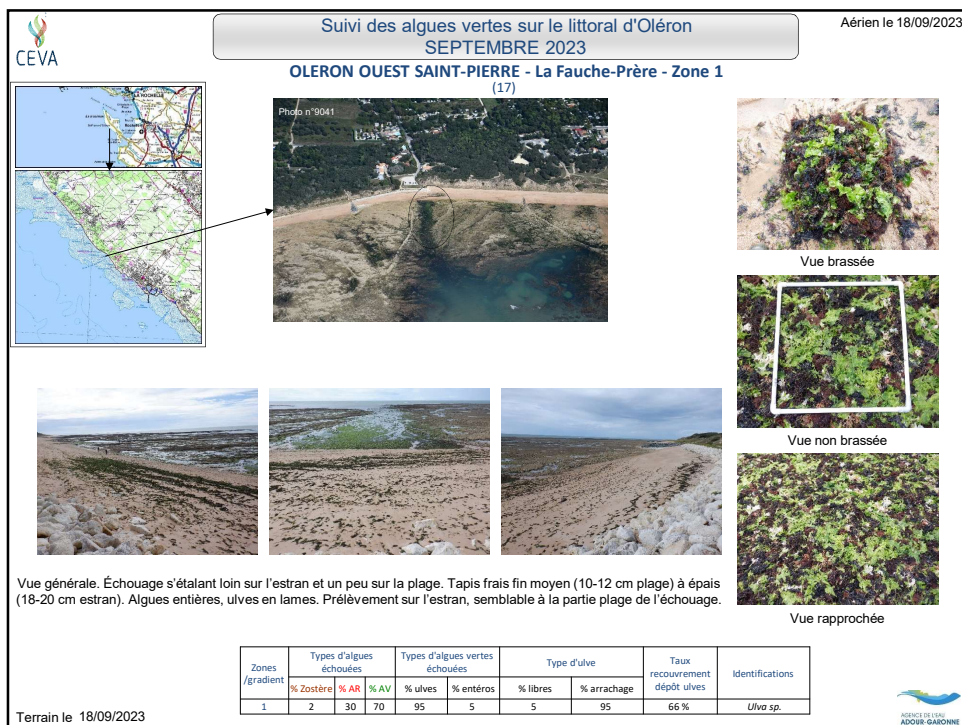 CEVA
Suivi des algues vertes sur le littoral d'Oléron
SEPTEMBRE 2023
Aérien le 18/09/2023
OLERON OUEST SAINT-PIERRE - La Fauche-Prère - Zone 1
(17)
Photo n°9041
LA ROCHELLE
Vue brassée
Vue non brassée
Vue rapprochée
Vue générale. Échouage s'étalant loin sur l'estran et un peu sur la plage. Tapis frais fin moyen (10-12 cm plage) à épais
(18-20 cm estran). Algues entières, ulves en lames. Prélèvement sur l'estran, semblable à la partie plage de l'échouage.
Zones /gradient Types d'algues échouées Types d'algues vertes échouées Type d'ulve Taux recouvrement dépôt ulves Identifications
% Zostère % AR % AV % ulves % entéros % libres % arrachage
1 2 30 70 95 5 5 95 66 % Ulva sp.
Terrain le 18/09/2023
AGENCE DE L'EAU
ADOUR-GARONNE